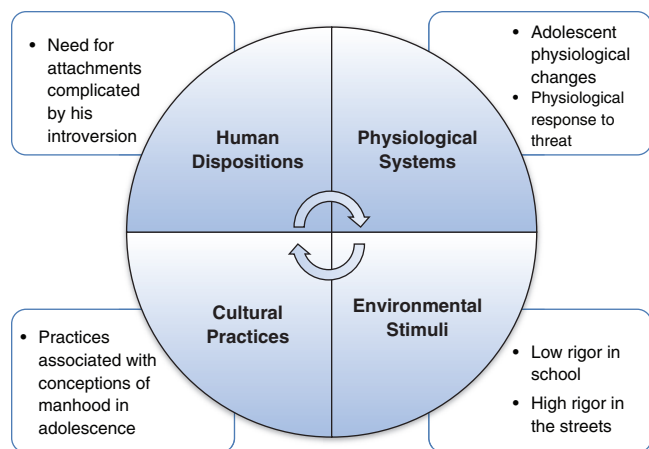 • Need for
attachments
complicated by
his introversion
• Adolescent
physiological
changes
• Physiological
response to
threat
Human
Dispositions
Physiological
Systems
Cultural
Practices
Environmental
Stimuli
• Practices
associated with
conceptions of
manhood in
adolescence
• Low rigor in
school
• High rigor in
the streets